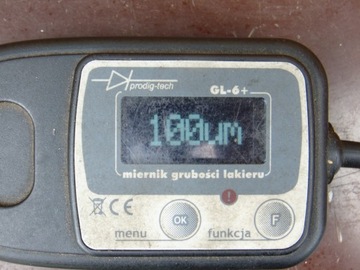 prodig-tech
GL-6+
100um
miernik grubości lakieru
!
CE
OK
F
menu
funkcja